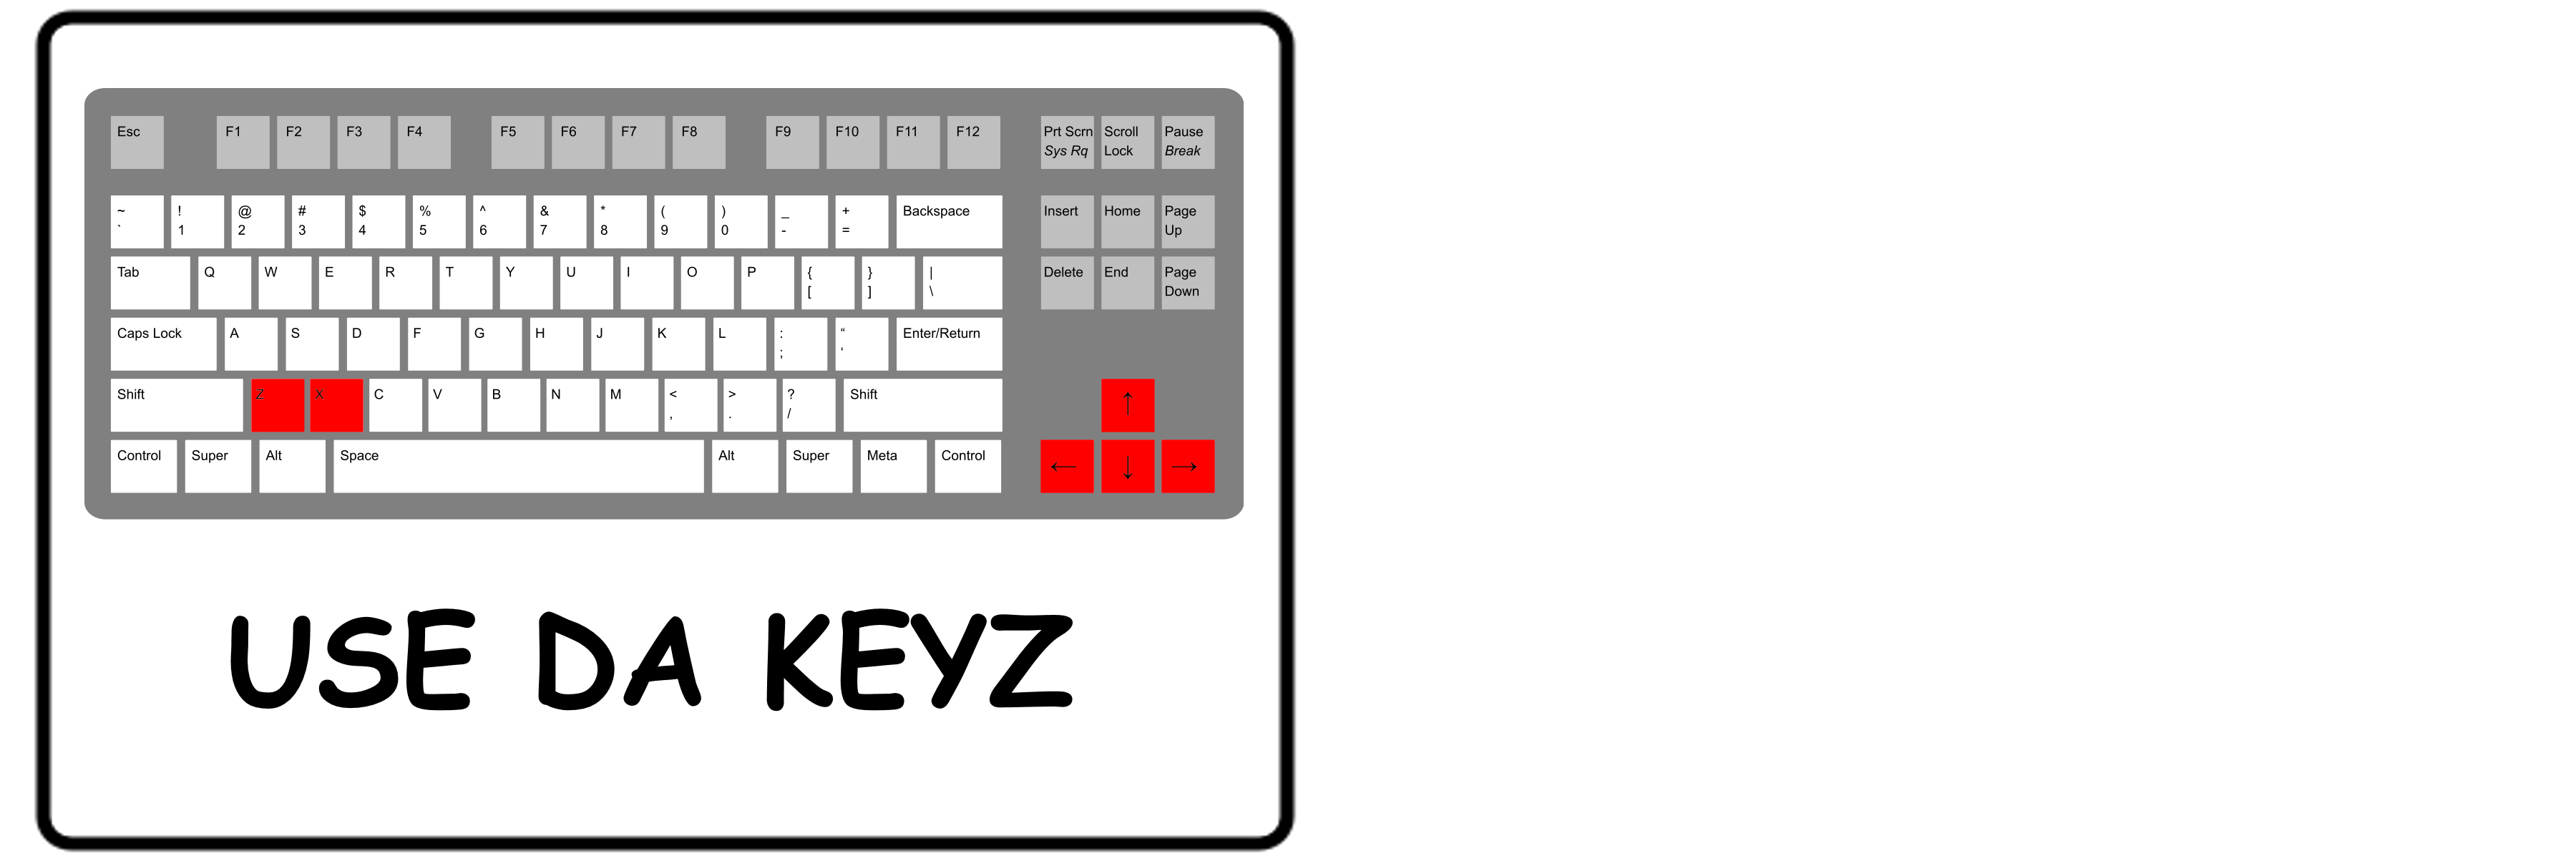 Esc F1 F2 F3 F4 F5 F6 F7 F8 F9 F10 F11 F12 Prt Scrn Scroll Pause
Sys Rq Lock Break
~ ! @ # $ % ^ & * ( ) _ + Backspace Insert Home Page
` 1 2 3 4 5 6 7 8 9 0 - = Up
Tab Q W E R T Y U I O P { } | Delete End Page
[ ] \ Down
Caps Lock A S D F G H J K L : “ Enter/Return
; ‘
Shift Z X C V B N M < > ? Shift ↑
, . /
Control Super Alt Space Alt Super Meta Control ← ↓ →
USE DA KEYZ